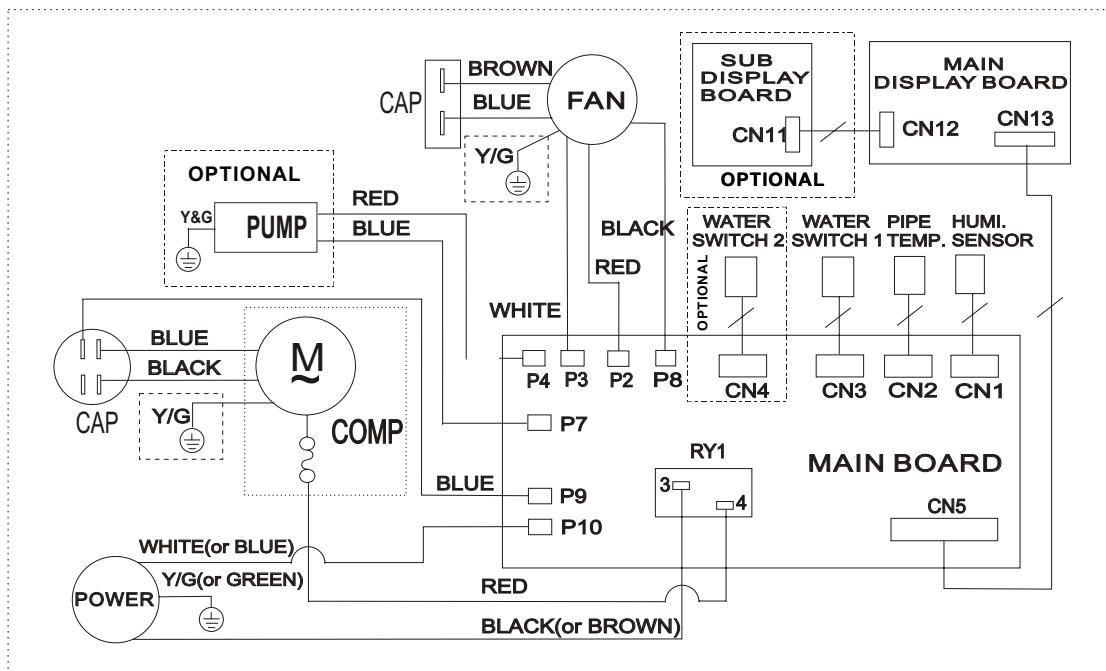 BROWN
CAP
BLUE
FAN
Y/G
SUB
DISPLAY
BOARD
CN11
OPTIONAL
MAIN
DISPLAY BOARD
CN12
CN13
OPTIONAL
Y&G
PUMP
RED
BLUE
BLACK
RED
WHITE
WATER
SWITCH 2
OPTIONAL
CN4
WATER
SWITCH 1
CN3
PIPE
TEMP.
CN2
HUMI.
SENSOR
CN1
BLUE
BLACK
CAP
Y/G
M
~
COMP
P4
P3
P2
P8
P7
BLUE
P9
P10
RY1
3
4
MAIN BOARD
CN5
WHITE(or BLUE)
Y/G(or GREEN)
POWER
RED
BLACK(or BROWN)